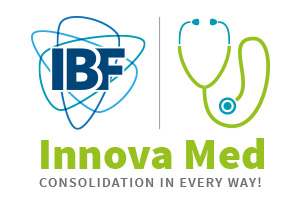 IBF
Innova Med
CONSOLIDATION IN EVERY WAY!